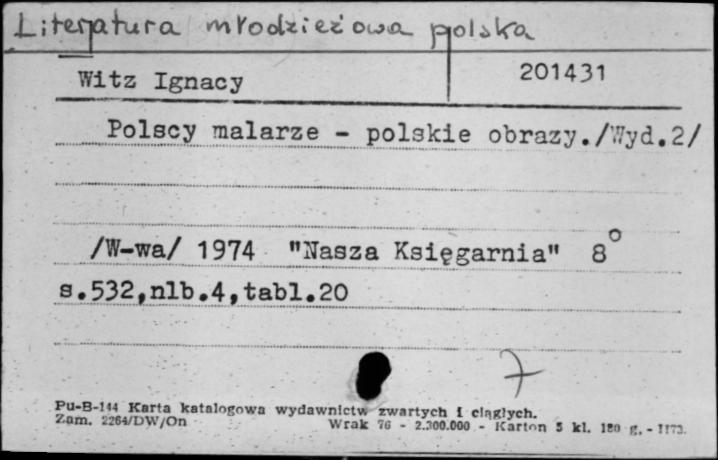 Literatura młodzieżowa polska
Witz Ignacy 201431
Polscy malarze - polskie obrazy./Wyd.2/
/W-wa/ 1974 "Nasza Księgarnia" 8°
s.532,nlb.4,tabl.20
7
Pu-B-144 Karta katalogowa wydawnictw zwartych i ciągłych.
Zam. 2264/DW/On Wrak 76 - 2.300.000 - Karton 5 kl. 180 g. - 1173.